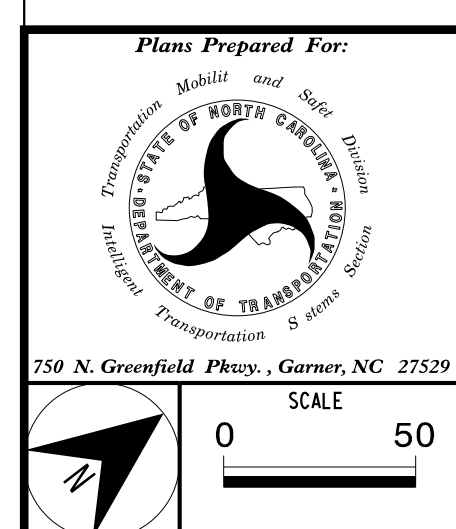 Plans Prepared For:
Transportation Mobilit and Safet Division
STATE OF NORTH CAROLINA
DEPARTMENT OF TRANSPORTATION
Intelligent Transportation S stems Section
750 N. Greenfield Pkwy. , Garner, NC 27529
SCALE
0 50
N